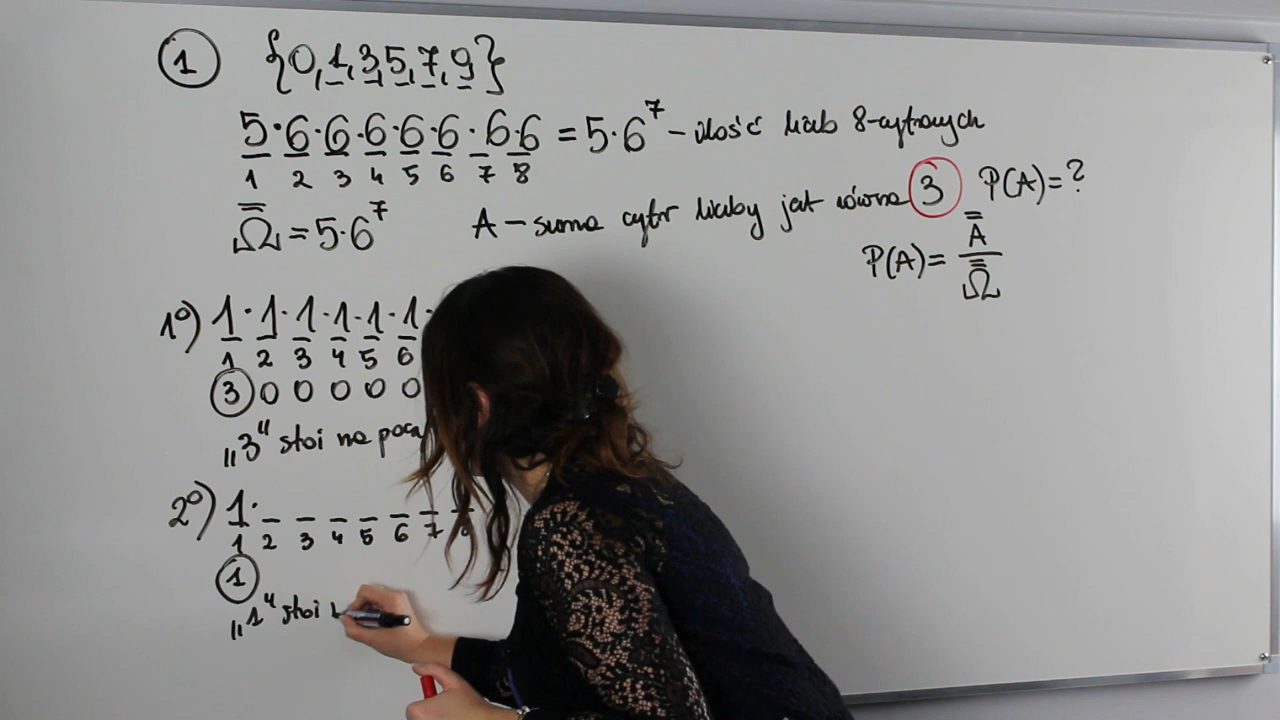 1 {0,1,3,5,7,9}
5·6·6·6·6·6·6·6 = 5·6⁷ – ilość liczb 8-cyfrowych
1 2 3 4 5 6 7 8
Ω̿ = 5·6⁷ A – suma cyfr liczby jat równa 3 P(A) = ?
P(A) = A̿ / Ω̿
1°) 1·1·1·1·1·1·
1 2 3 4 5 6
3 0 0 0 0 0
„3" stoi na
2°) 1· _ _ _ _ _ _ _
1 2 3 4 5 6 7 8
1
„1" stoi